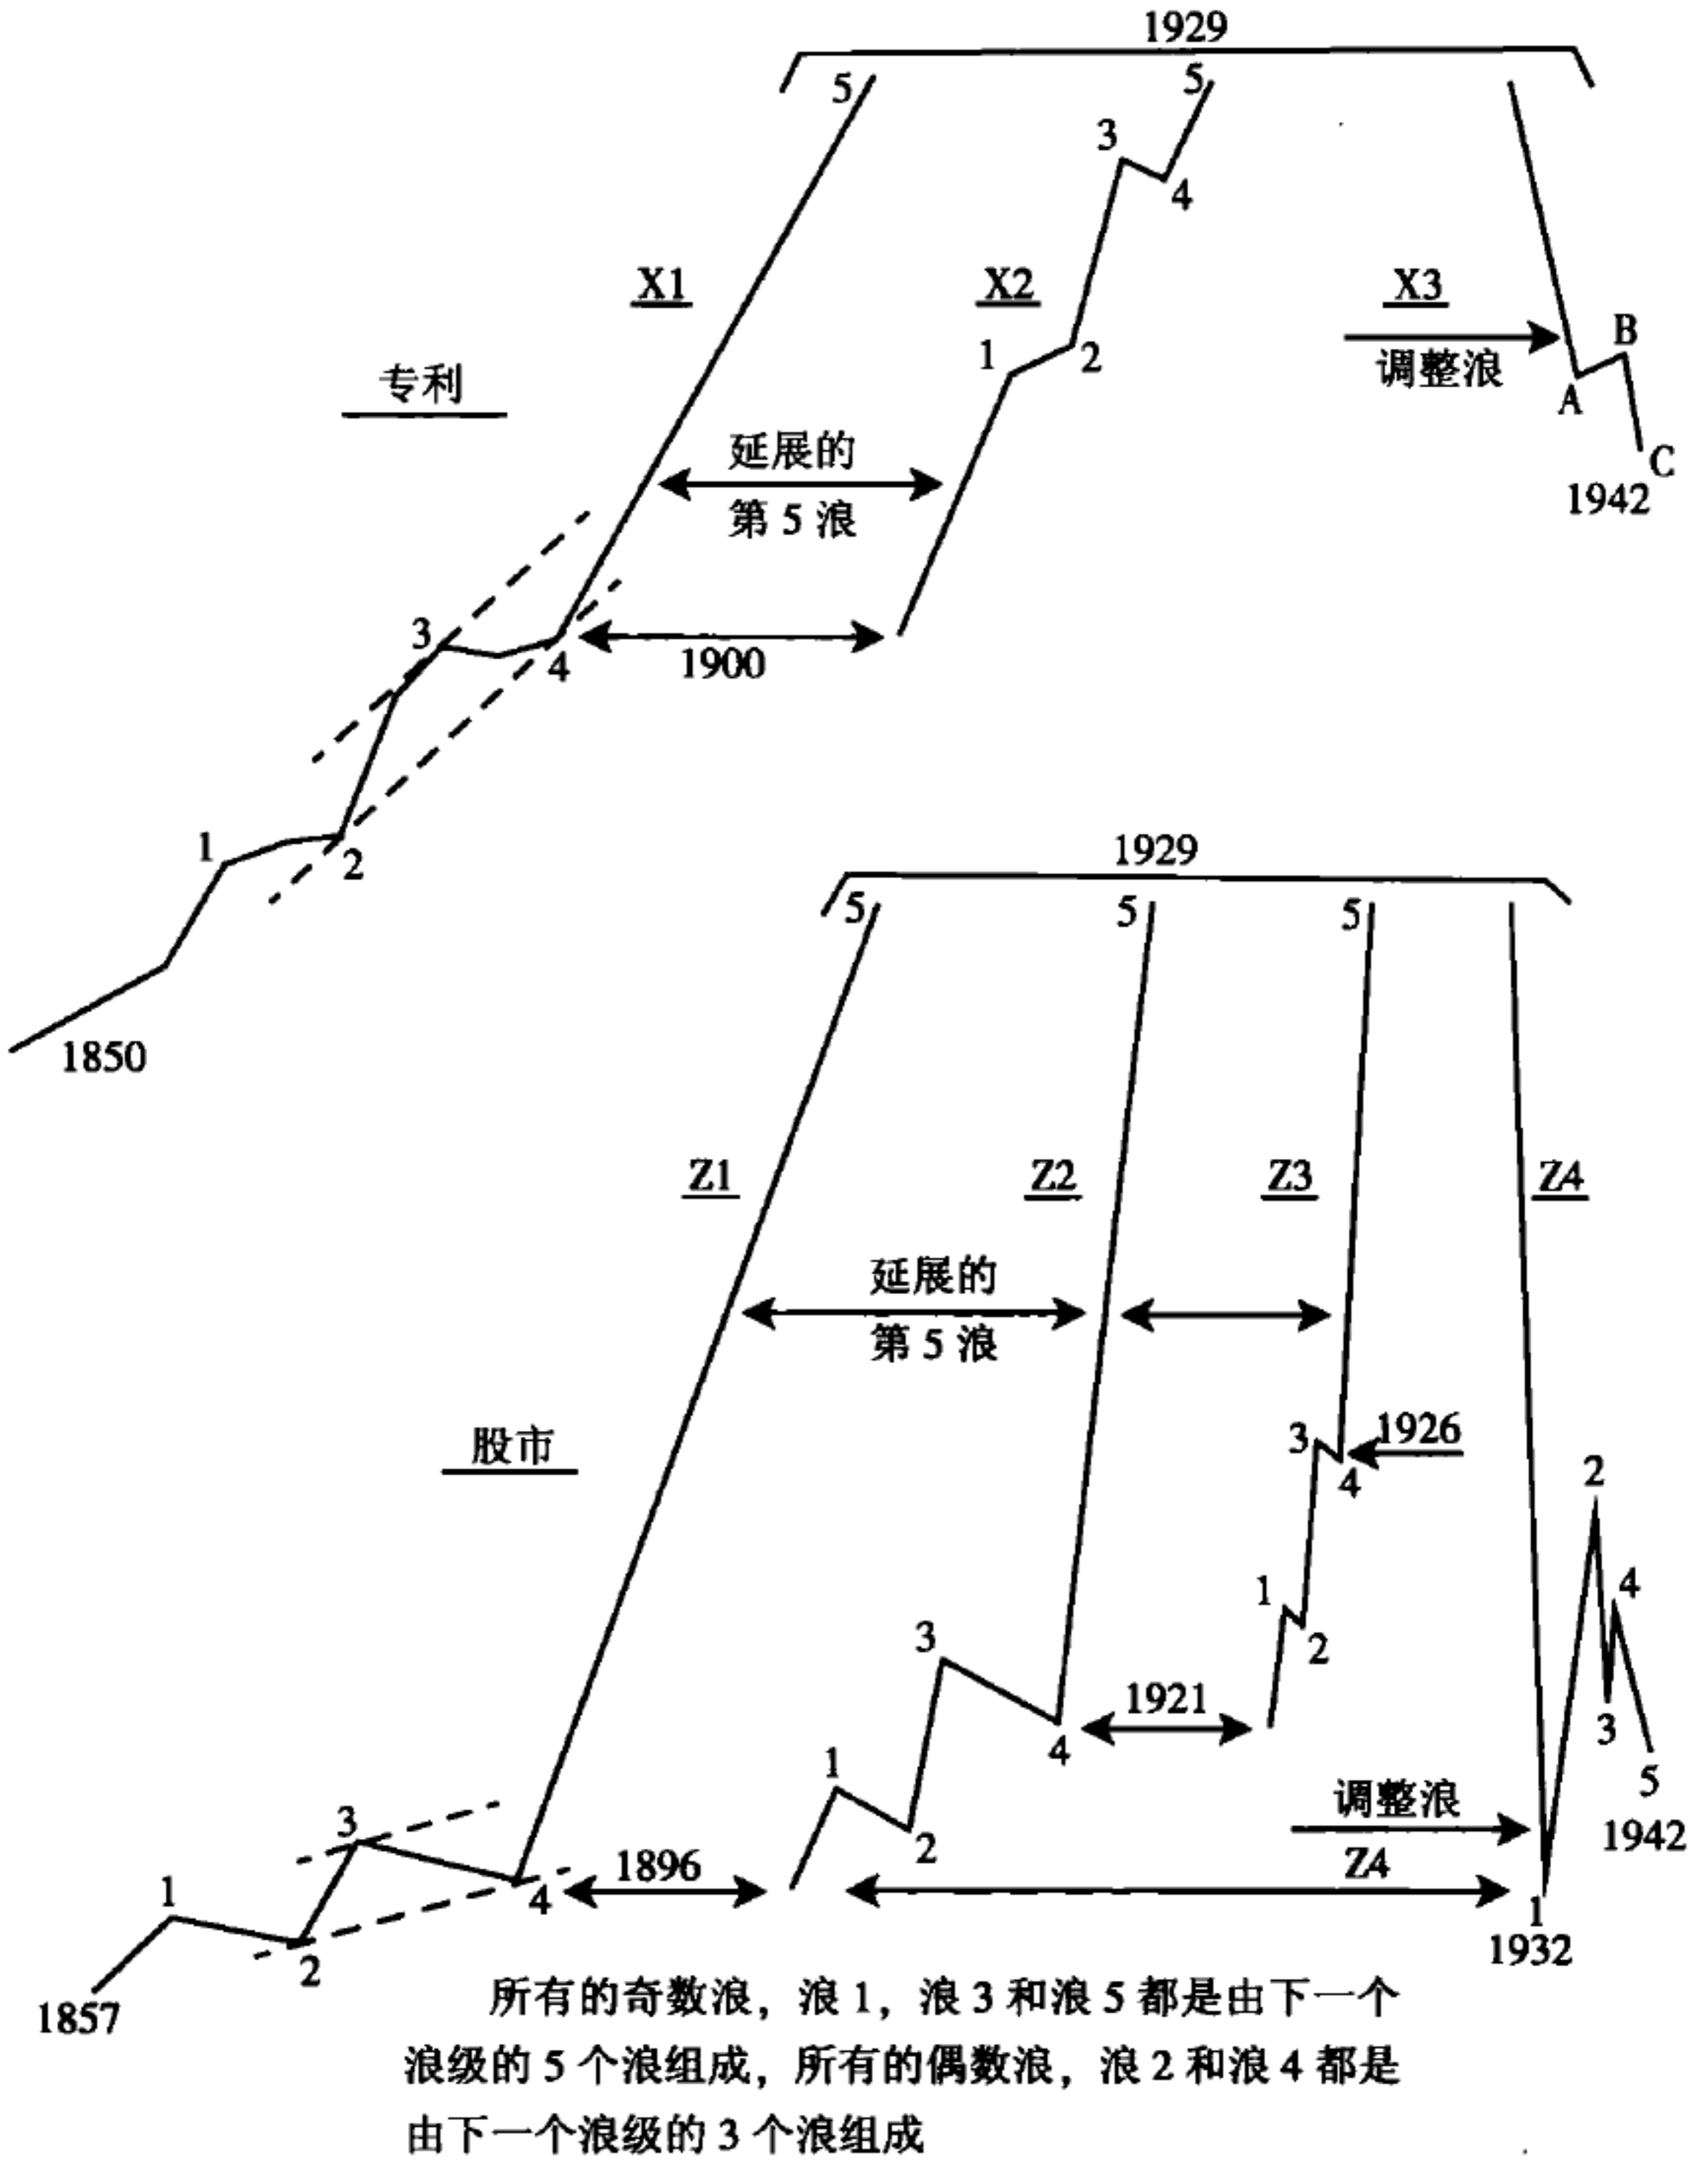 1929
5
5
3
4
X1
X2
X3
1
2
B
调整浪
A
专利
延展的
第 5 浪
C
1942
3
4
1900
1
2
1850
1929
5
5
5
Z1
Z2
Z3
Z4
延展的
第 5 浪
股市
3
1926
4
2
1
2
4
3
1921
4
3
1
5
调整浪
1942
3
2
1896
Z4
1
4
1
2
1932
1857
所有的奇数浪，浪 1，浪 3 和浪 5 都是由下一个
浪级的 5 个浪组成，所有的偶数浪，浪 2 和浪 4 都是
由下一个浪级的 3 个浪组成